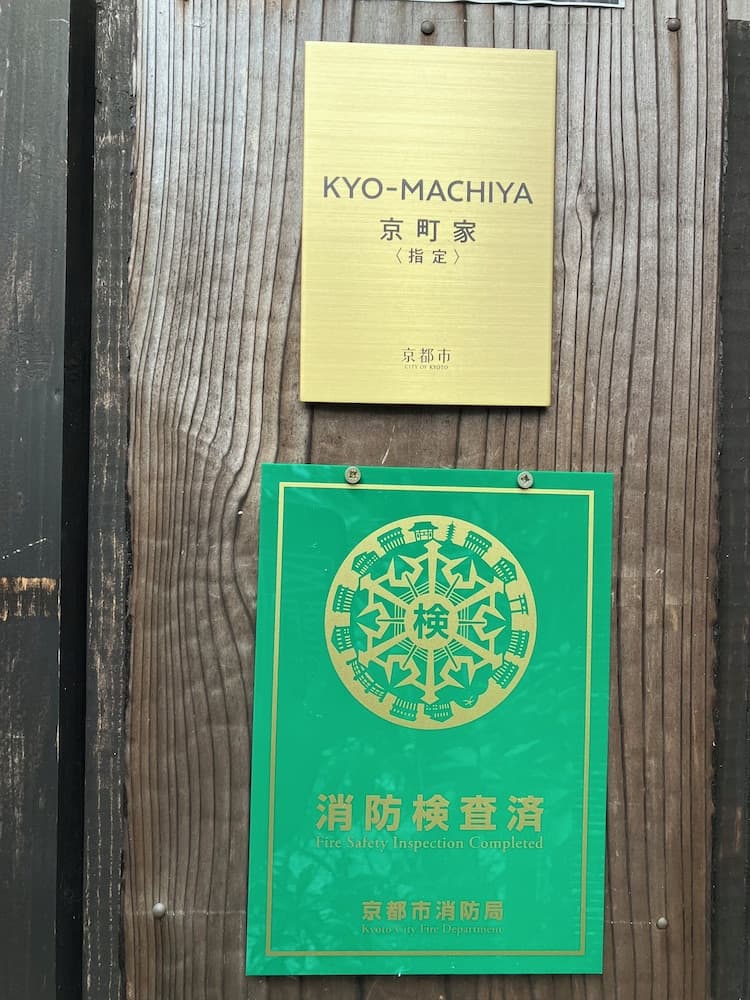 KYO-MACHIYA
京町家
〈指定〉
京都市
CITY OF KYOTO
検
消防検査済
Fire Safety Inspection Completed
京都市消防局
Kyoto City Fire Department